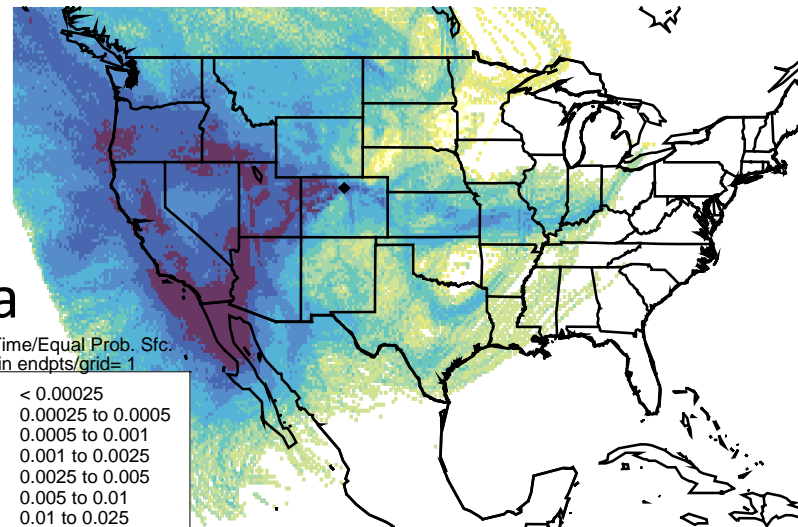 a
Time/Equal Prob. Sfc.
in endpts/grid= 1
< 0.00025
0.00025 to 0.0005
0.0005 to 0.001
0.001 to 0.0025
0.0025 to 0.005
0.005 to 0.01
0.01 to 0.025